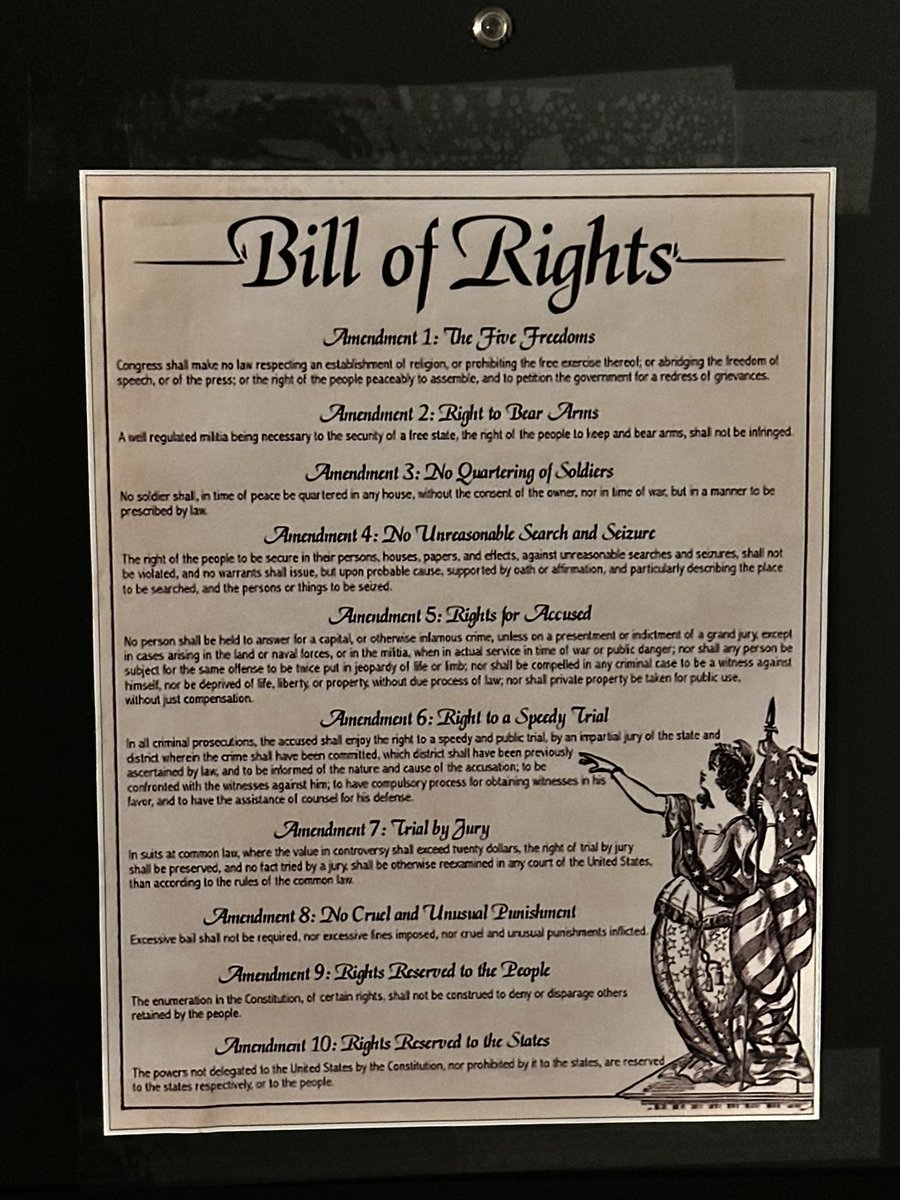 Bill of Rights
Amendment 1: The Five Freedoms
Congress shall make no law respecting an establishment of religion, or prohibiting the free exercise thereof; or abridging the freedom of
speech, or of the press; or the right of the people peaceably to assemble, and to petition the government for a redress of grievances.
Amendment 2: Right to Bear Arms
A well regulated militia being necessary to the security of a free state, the right of the people to keep and bear arms, shall not be infringed.
Amendment 3: No Quartering of Soldiers
No soldier shall, in time of peace be quartered in any house, without the consent of the owner, nor in time of war, but in a manner to be
prescribed by law.
Amendment 4: No Unreasonable Search and Seizure
The right of the people to be secure in their persons, houses, papers, and effects, against unreasonable searches and seizures, shall not
be violated, and no warrants shall issue, but upon probable cause, supported by oath or affirmation, and particularly describing the place
to be searched, and the persons or things to be seized.
Amendment 5: Rights for Accused
No person shall be held to answer for a capital, or otherwise infamous crime, unless on a presentment or indictment of a grand jury, except
in cases arising in the land or naval forces, or in the militia, when in actual service in time of war or public danger; nor shall any person be
subject for the same offense to be twice put in jeopardy of life or limb; nor shall be compelled in any criminal case to be a witness against
himself, nor be deprived of life, liberty, or property, without due process of law; nor shall private property be taken for public use,
without just compensation.
Amendment 6: Right to a Speedy Trial
In all criminal prosecutions, the accused shall enjoy the right to a speedy and public trial, by an impartial jury of the state and
district wherein the crime shall have been committed, which district shall have been previously
ascertained by law, and to be informed of the nature and cause of the accusation; to be
confronted with the witnesses against him; to have compulsory process for obtaining witnesses in his
favor, and to have the assistance of counsel for his defense.
Amendment 7: Trial by Jury
In suits at common law, where the value in controversy shall exceed twenty dollars, the right of trial by jury
shall be preserved, and no fact tried by a jury, shall be otherwise reexamined in any court of the United States,
than according to the rules of the common law.
Amendment 8: No Cruel and Unusual Punishment
Excessive bail shall not be required, nor excessive fines imposed, nor cruel and unusual punishments inflicted.
Amendment 9: Rights Reserved to the People
The enumeration in the Constitution, of certain rights, shall not be construed to deny or disparage others
retained by the people.
Amendment 10: Rights Reserved to the States
The powers not delegated to the United States by the Constitution, nor prohibited by it to the states, are reserved
to the states respectively, or to the people.